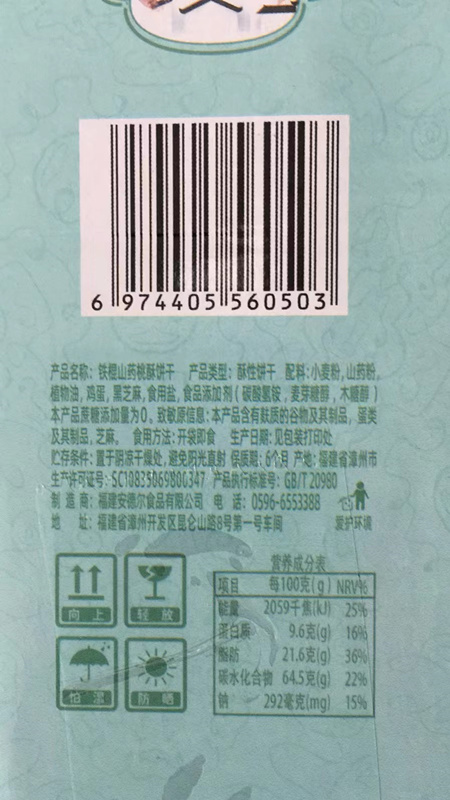 6 974405 560503
产品名称：铁棍山药桃酥饼干 产品类型：酥性饼干 配料：小麦粉，山药粉，
植物油，鸡蛋，黑芝麻，食用盐，食品添加剂（碳酸氢铵，麦芽糖醇，木糖醇）
本产品蔗糖添加量为0。致敏原信息：本产品含有麸质的谷物及其制品，蛋类
及其制品，芝麻。 食用方法：开袋即食 生产日期：见包装打印处
贮存条件：置于阴凉干燥处，避免阳光直射 保质期：6个月 产地：福建省漳州市
生产许可证号：SC10835069800347 产品执行标准号：GB/T 20980
制 造 商：福建安德尔食品有限公司 电 话：0596-6553388
地 址：福建省漳州开发区昆仑山路8号第一号车间 爱护环境
向 上 轻 放
怕 湿 防 晒
营养成分表
项目 每100克(g) NRV%
能量 2059千焦(kJ) 25%
蛋白质 9.6克(g) 16%
脂肪 21.6克(g) 36%
碳水化合物 64.5克(g) 22%
钠 292毫克(mg) 15%